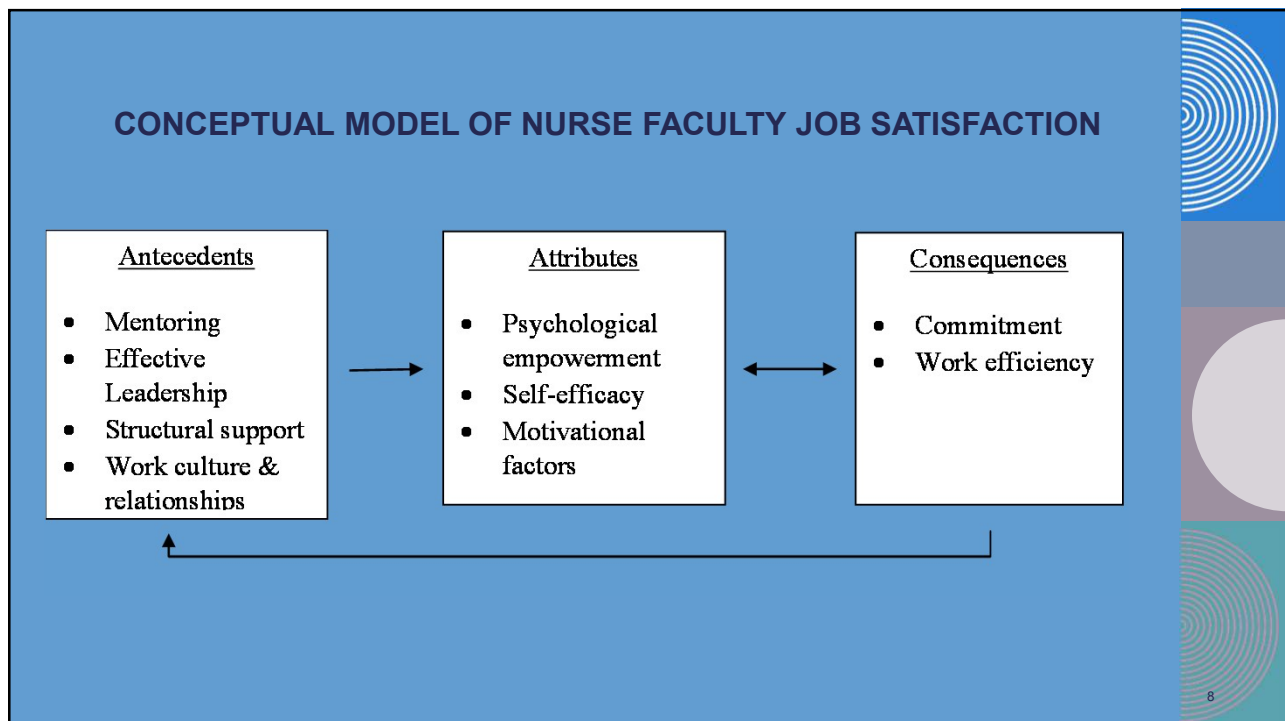 CONCEPTUAL MODEL OF NURSE FACULTY JOB SATISFACTION
Antecedents
• Mentoring
• Effective
Leadership
• Structural support
• Work culture &
relationships
Attributes
• Psychological
empowerment
• Self-efficacy
• Motivational
factors
Consequences
• Commitment
• Work efficiency
8